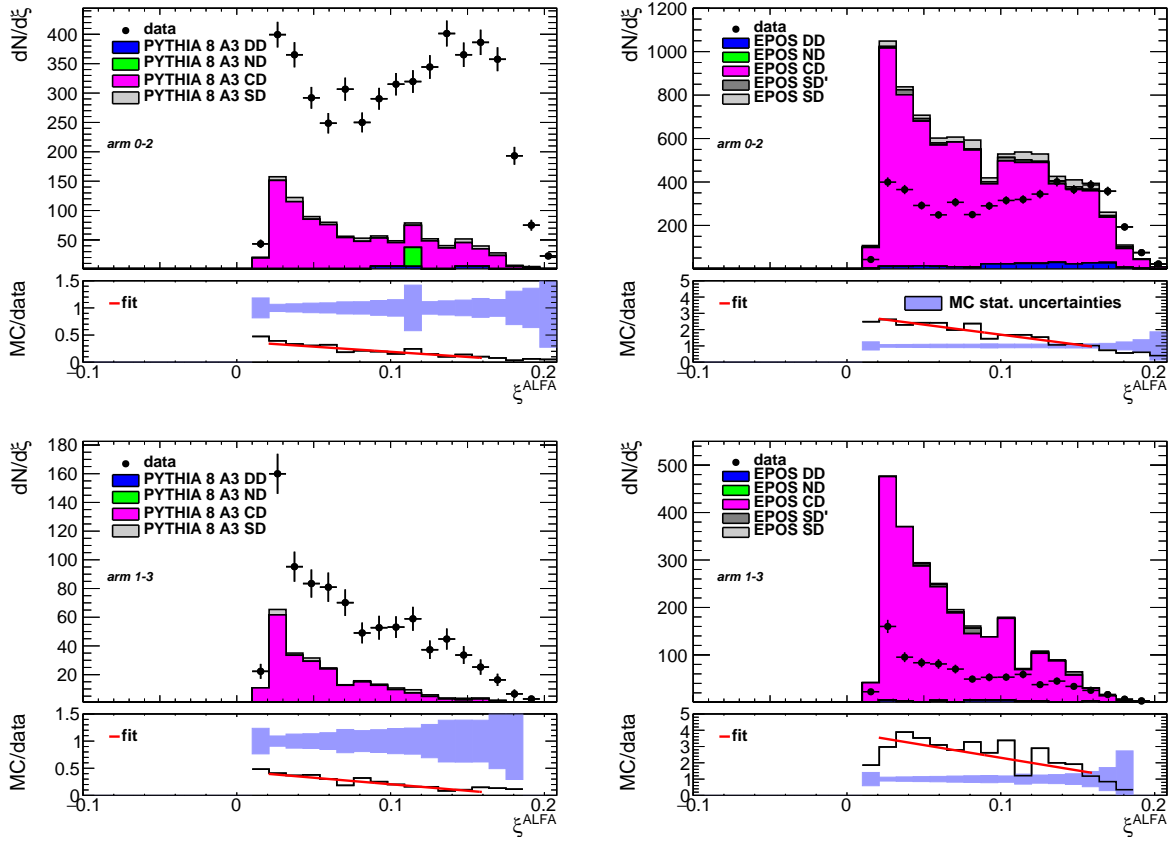 dN/dξ
400
350
300
250
200
150
100
50
data
PYTHIA 8 A3 DD
PYTHIA 8 A3 ND
PYTHIA 8 A3 CD
PYTHIA 8 A3 SD
arm 0-2
MC/data
1.5
1
0.5
0
fit
−0.1
0
0.1
0.2
ξ^ALFA
dN/dξ
1200
1000
800
600
400
200
0
data
EPOS DD
EPOS ND
EPOS CD
EPOS SD'
EPOS SD
arm 0-2
MC/data
5
4
3
2
1
0
fit
MC stat. uncertainties
−0.1
0
0.1
0.2
ξ^ALFA
dN/dξ
180
160
140
120
100
80
60
40
20
data
PYTHIA 8 A3 DD
PYTHIA 8 A3 ND
PYTHIA 8 A3 CD
PYTHIA 8 A3 SD
arm 1-3
MC/data
1.5
1
0.5
0
fit
−0.1
0
0.1
0.2
ξ^ALFA
dN/dξ
500
400
300
200
100
0
data
EPOS DD
EPOS ND
EPOS CD
EPOS SD'
EPOS SD
arm 1-3
MC/data
5
4
3
2
1
0
fit
−0.1
0
0.1
0.2
ξ^ALFA